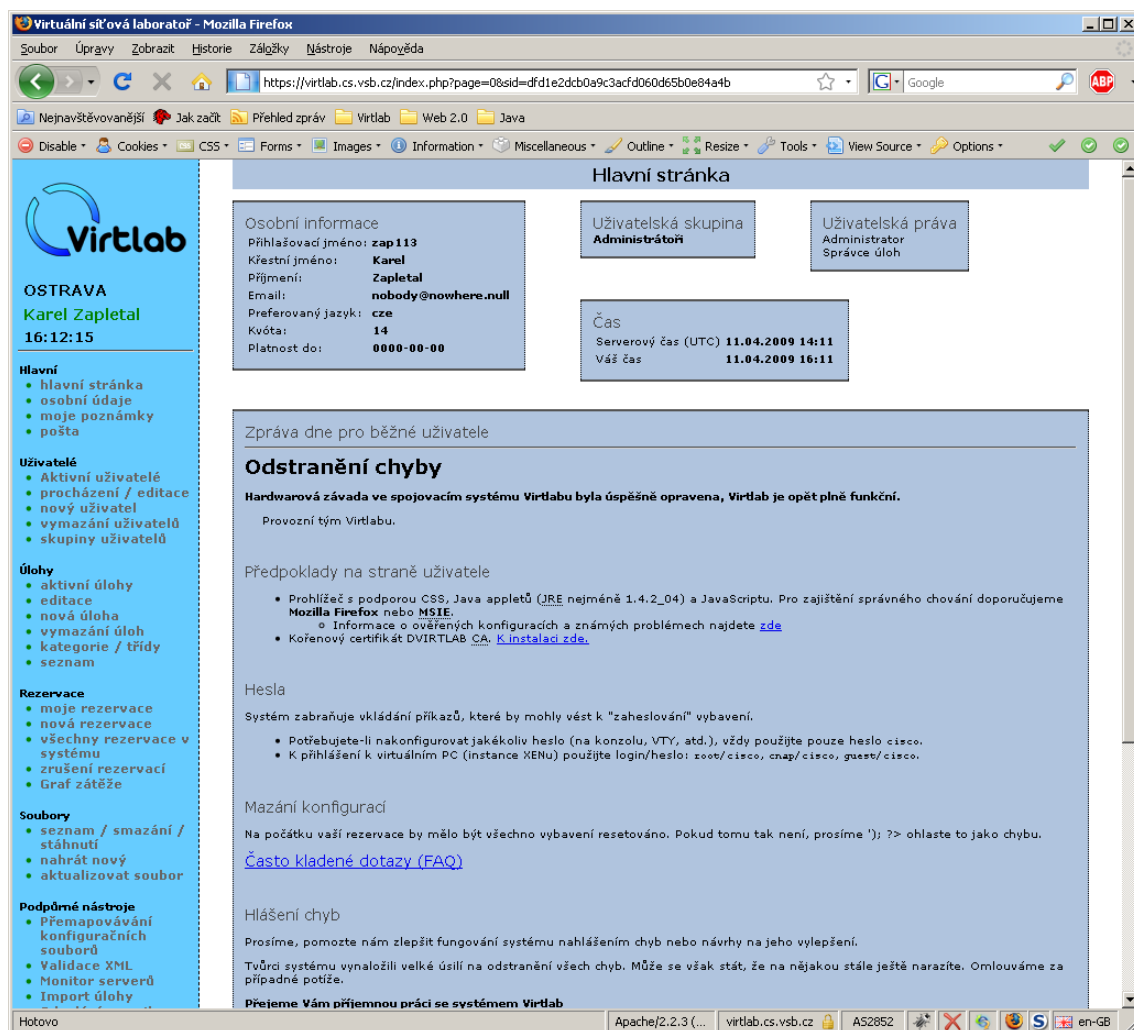 Virtuální síťová laboratoř - Mozilla Firefox
Soubor Úpravy Zobrazit Historie Záložky Nástroje Nápověda
https://virtlab.cs.vsb.cz/index.php?page=0&sid=dfd1e2dcb0a9c3acfd060d65b0e84a4b
G Google
ABP
Nejnavštěvovanější Jak začít Přehled zpráv Virtlab Web 2.0 Java
Disable Cookies CSS Forms Images Information Miscellaneous Outline Resize Tools View Source Options
Virtlab
OSTRAVA
Karel Zapletal
16:12:15
Hlavní
hlavní stránka
osobní údaje
moje poznámky
pošta
Uživatelé
Aktivní uživatelé
procházení / editace
nový uživatel
vymazání uživatelů
skupiny uživatelů
Úlohy
aktivní úlohy
editace
nová úloha
vymazání úloh
kategorie / třídy
seznam
Rezervace
moje rezervace
nová rezervace
všechny rezervace v
systému
zrušení rezervací
Graf zátěže
Soubory
seznam / smazání /
stáhnutí
nahrát nový
aktualizovat soubor
Podpůrné nástroje
Přemapovávání
konfiguračních
souborů
Validace XML
Monitor serverů
Import úlohy
Hlavní stránka
Osobní informace
Přihlašovací jméno: zap113
Křestní jméno: Karel
Příjmení: Zapletal
Email: nobody@nowhere.null
Preferovaný jazyk: cze
Kvóta: 14
Platnost do: 0000-00-00
Uživatelská skupina
Administrátoři
Uživatelská práva
Administrator
Správce úloh
Čas
Serverový čas (UTC) 11.04.2009 14:11
Váš čas 11.04.2009 16:11
Zpráva dne pro běžné uživatele
Odstranění chyby
Hardwarová závada ve spojovacím systému Virtlabu byla úspěšně opravena, Virtlab je opět plně funkční.
Provozní tým Virtlabu.
Předpoklady na straně uživatele
Prohlížeč s podporou CSS, Java appletů (JRE nejméně 1.4.2_04) a JavaScriptu. Pro zajištění správného chování doporučujeme
Mozilla Firefox nebo MSIE.
Informace o ověřených konfiguracích a známých problémech najdete zde
Kořenový certifikát DVIRTLAB CA. K instalaci zde.
Hesla
Systém zabraňuje vkládání příkazů, které by mohly vést k "zaheslování" vybavení.
Potřebujete-li nakonfigurovat jakékoliv heslo (na konzolu, VTY, atd.), vždy použijte pouze heslo cisco.
K přihlášení k virtuálním PC (instance XENu) použijte login/heslo: root/cisco, cnap/cisco, guest/cisco.
Mazání konfigurací
Na počátku vaší rezervace by mělo být všechno vybavení resetováno. Pokud tomu tak není, prosíme '); ?> ohlaste to jako chybu.
Často kladené dotazy (FAQ)
Hlášení chyb
Prosíme, pomozte nám zlepšit fungování systému nahlášením chyb nebo návrhy na jeho vylepšení.
Tvůrci systému vynaložili velké úsilí na odstranění všech chyb. Může se však stát, že na nějakou stále ještě narazíte. Omlouváme za
případné potíže.
Přejeme Vám příjemnou práci se systémem Virtlab
Hotovo Apache/2.2.3 (... virtlab.cs.vsb.cz AS2852 S en-GB